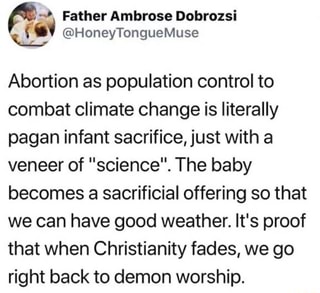 Father Ambrose Dobrozsi
@HoneyTongueMuse
Abortion as population control to
combat climate change is literally
pagan infant sacrifice, just with a
veneer of "science". The baby
becomes a sacrificial offering so that
we can have good weather. It's proof
that when Christianity fades, we go
right back to demon worship.